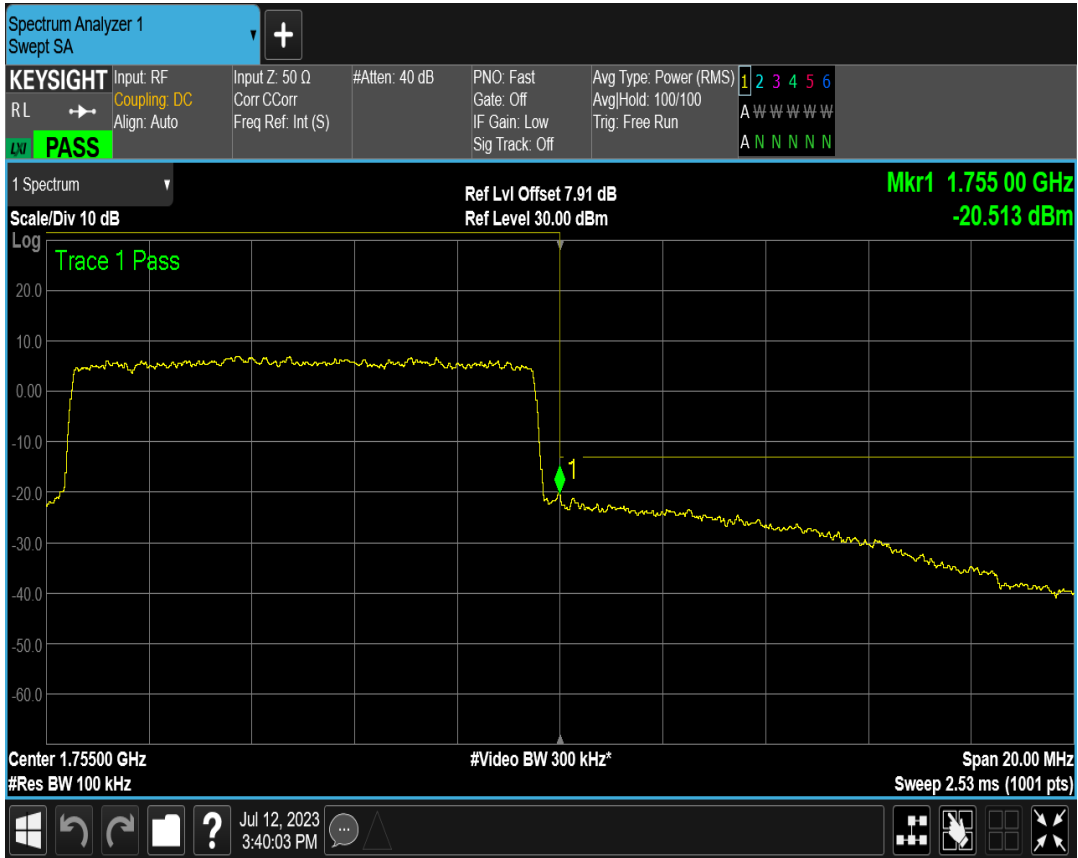 Spectrum Analyzer 1
Swept SA
+
KEYSIGHT Input: RF Input Z: 50 Ω #Atten: 40 dB PNO: Fast Avg Type: Power (RMS) 1 2 3 4 5 6
RL Coupling: DC Corr CCorr Gate: Off Avg|Hold: 100/100 A W W W W W
Align: Auto Freq Ref: Int (S) IF Gain: Low Trig: Free Run
LXI PASS Sig Track: Off A N N N N N
1 Spectrum Ref Lvl Offset 7.91 dB Mkr1 1.755 00 GHz
Scale/Div 10 dB Ref Level 30.00 dBm -20.513 dBm
Log
Trace 1 Pass
20.0
10.0
0.00
-10.0
1
-20.0
-30.0
-40.0
-50.0
-60.0
Center 1.75500 GHz #Video BW 300 kHz* Span 20.00 MHz
#Res BW 100 kHz Sweep 2.53 ms (1001 pts)
? Jul 12, 2023
3:40:03 PM